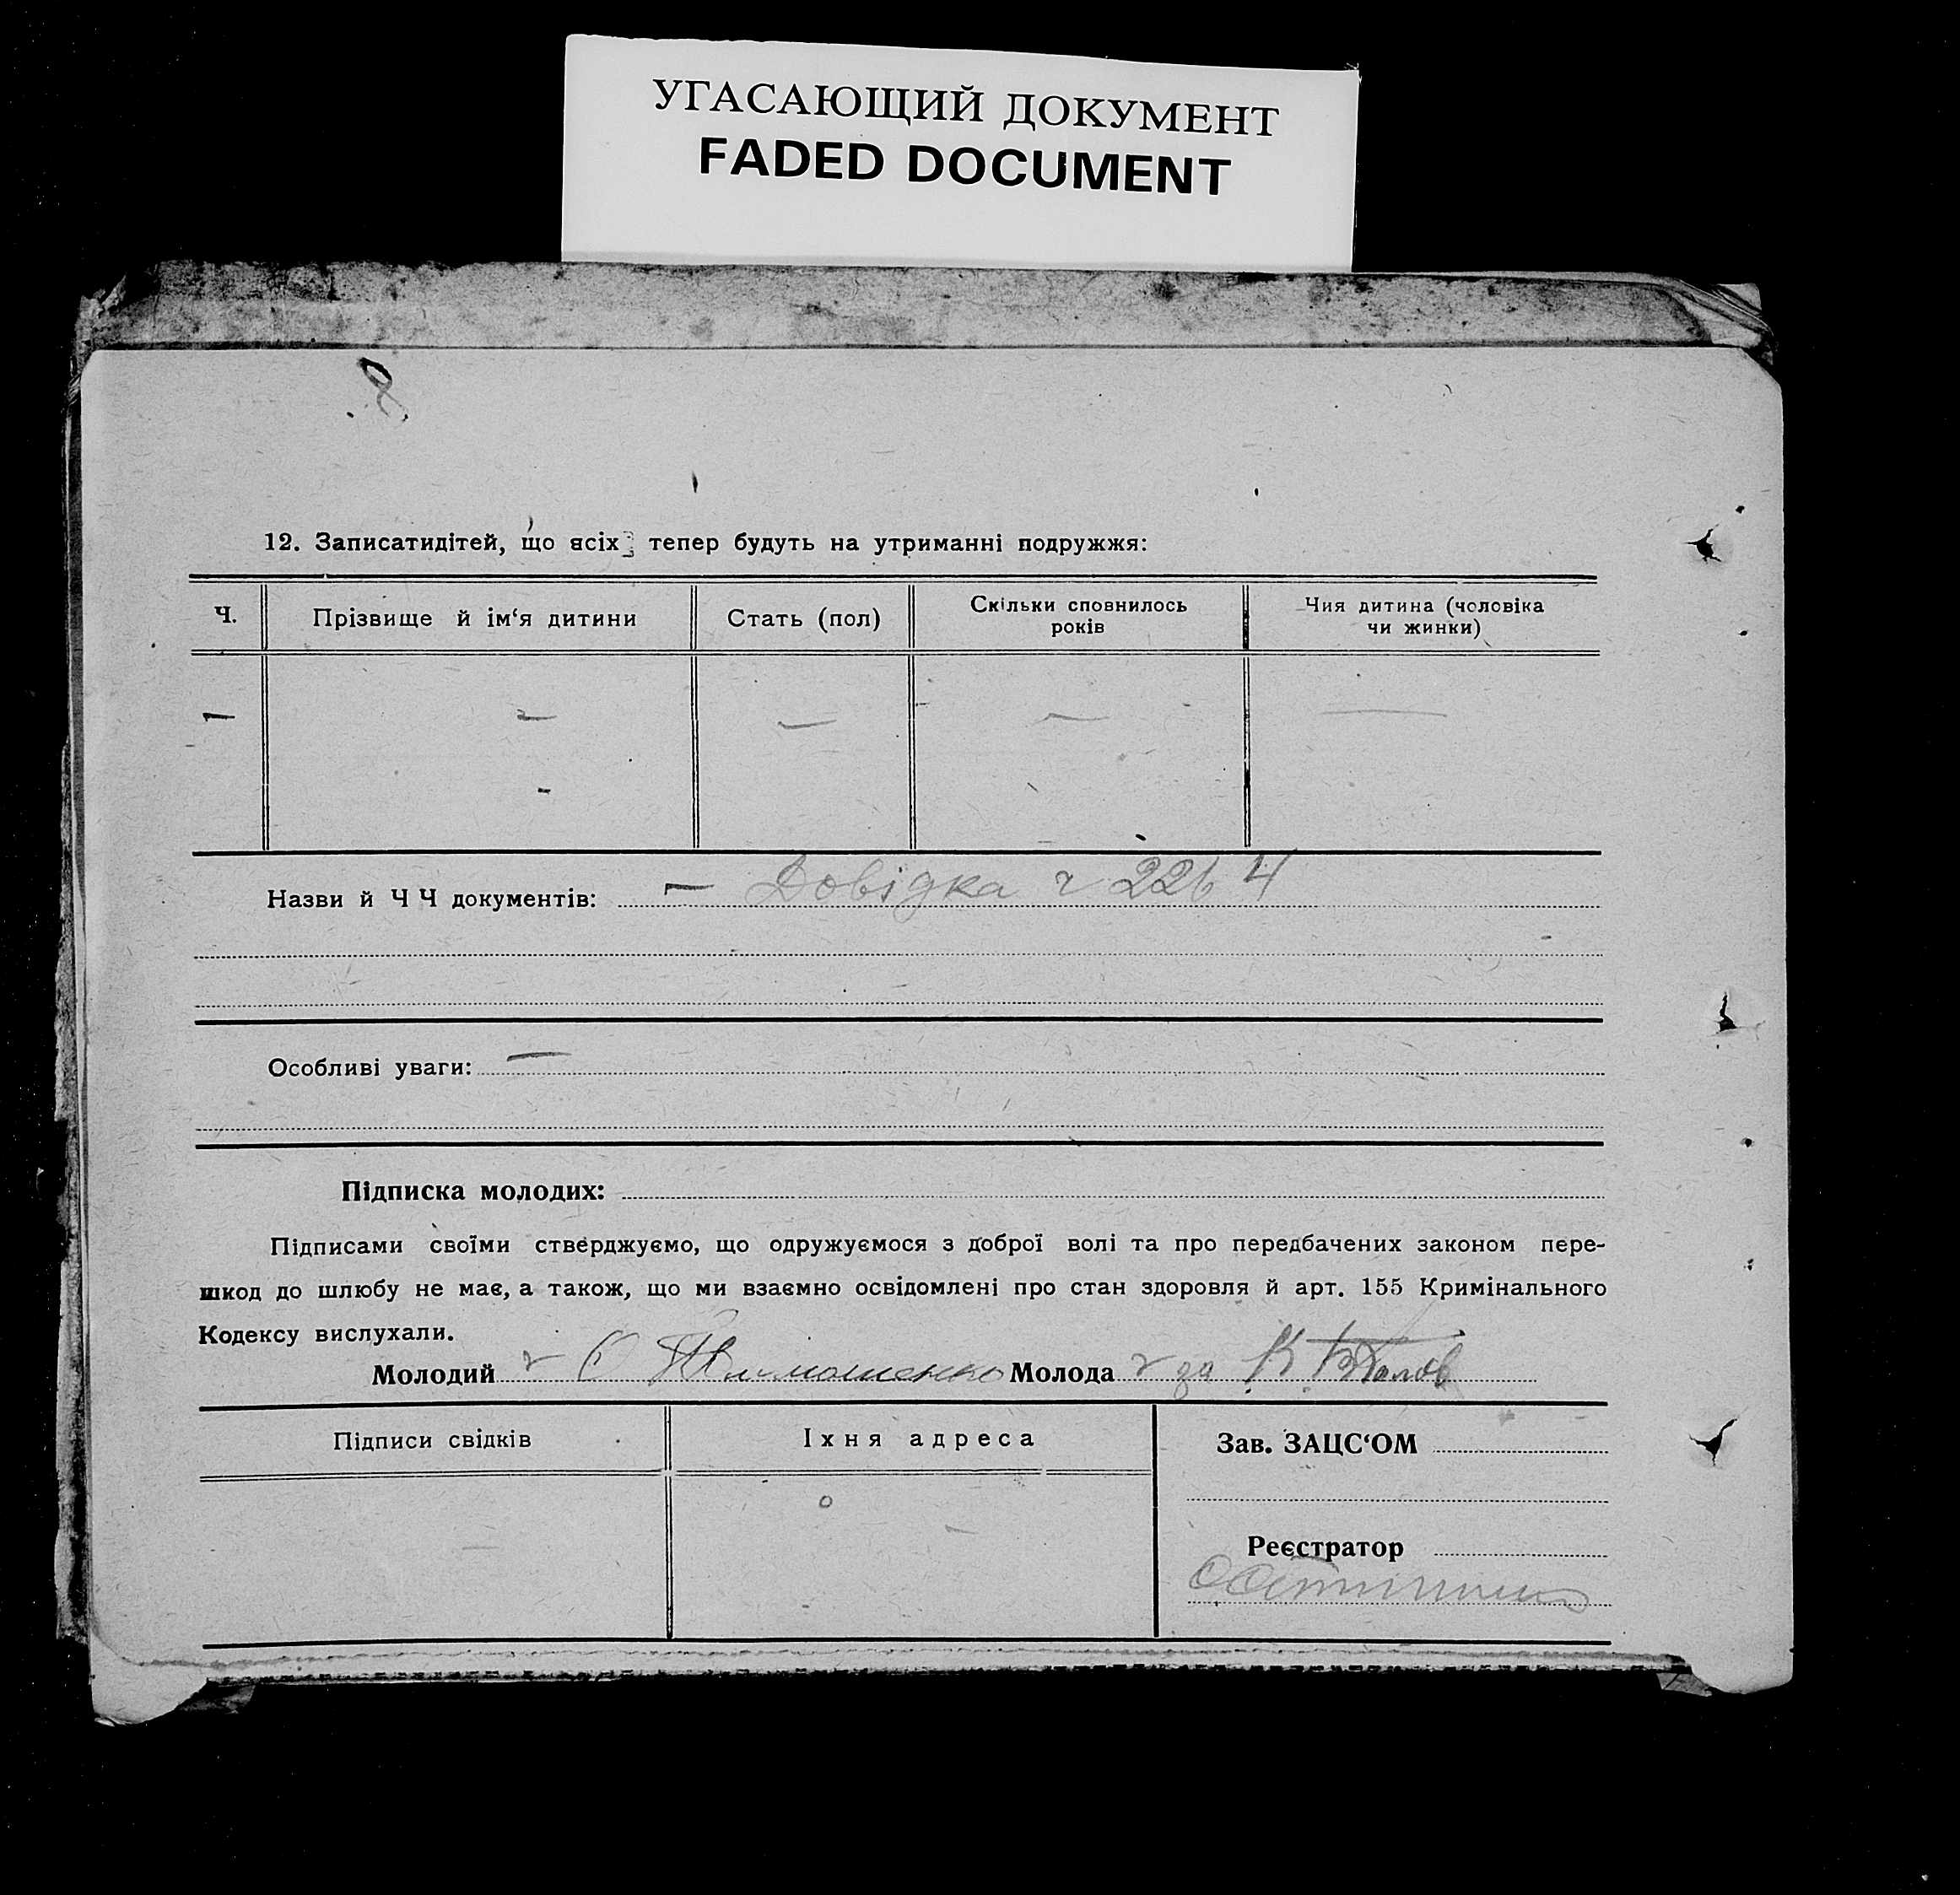 УГАСАЮЩИЙ ДОКУМЕНТ
FADED DOCUMENT
12. Записатидітей, що всіх тепер будуть на утриманні подружжя:
Ч.
Прізвище й ім‘я дитини
Стать (пол)
Скільки сповнилось
років
Чия дитина (чоловіка
чи жинки)
— — — — —
Назви й Ч Ч документів: — Довідка ч 2264
Особливі уваги: —
Підписка молодих:
Підписами своїми стверджуємо, що одружуємося з доброї волі та про передбачених законом пере-
шкод до шлюбу не має, а також, що ми взаємно освідомлені про стан здоровля й арт. 155 Кримінального
Кодексу вислухали.
Молодий Тимошенко Молода за
Підписи свідків
Їхня адреса
Зав. ЗАЦС‘ОМ
Реєстратор